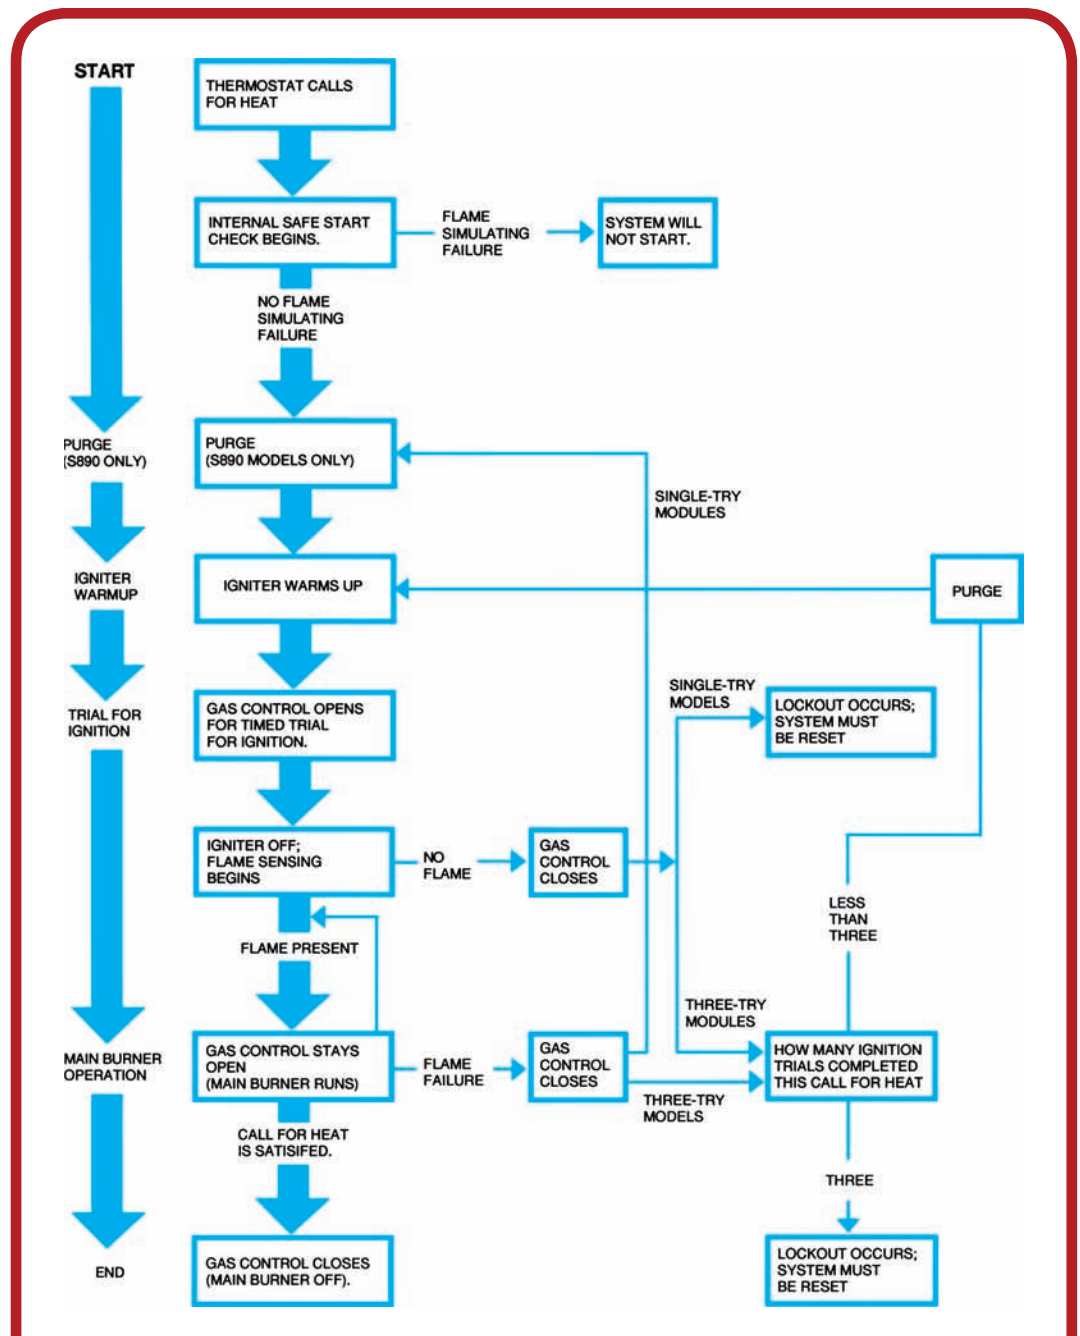 START
THERMOSTAT CALLS
FOR HEAT
INTERNAL SAFE START
CHECK BEGINS.
FLAME
SIMULATING
FAILURE
SYSTEM WILL
NOT START.
NO FLAME
SIMULATING
FAILURE
PURGE
(S890 ONLY)
PURGE
(S890 MODELS ONLY)
SINGLE-TRY
MODULES
IGNITER
WARMUP
IGNITER WARMS UP
PURGE
TRIAL FOR
IGNITION
GAS CONTROL OPENS
FOR TIMED TRIAL
FOR IGNITION.
SINGLE-TRY
MODELS
LOCKOUT OCCURS;
SYSTEM MUST
BE RESET
IGNITER OFF;
FLAME SENSING
BEGINS
NO
FLAME
GAS
CONTROL
CLOSES
LESS
THAN
THREE
FLAME PRESENT
THREE-TRY
MODULES
MAIN BURNER
OPERATION
GAS CONTROL STAYS
OPEN
(MAIN BURNER RUNS)
FLAME
FAILURE
GAS
CONTROL
CLOSES
THREE-TRY
MODELS
HOW MANY IGNITION
TRIALS COMPLETED
THIS CALL FOR HEAT
CALL FOR HEAT
IS SATISIFED.
THREE
END
GAS CONTROL CLOSES
(MAIN BURNER OFF).
LOCKOUT OCCURS;
SYSTEM MUST
BE RESET